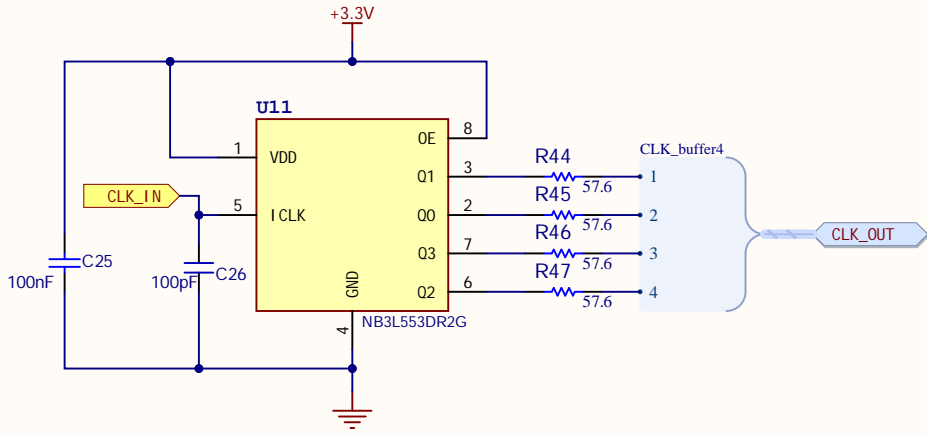 +3.3V
U11
8
OE
1
VDD
R44
CLK_buffer4
3
Q1
57.6
1
CLK_IN
5
ICLK
2
Q0
R45
57.6
2
CLK_OUT
C25
100nF
100pF
C26
7
Q3
R46
57.6
3
GND
6
Q2
R47
57.6
4
4
NB3L553DR2G